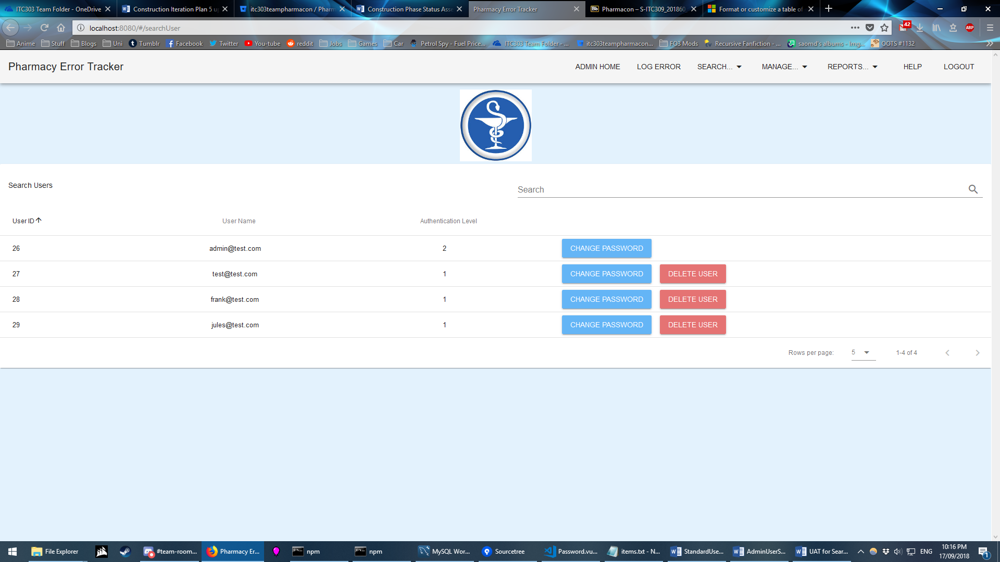 ITC303 Team Folder - OneDrive
Construction Iteration Plan 5 u
itc303teampharmacon / Pharm
Construction Phase Status Asse
Pharmacy Error Tracker
Pharmacon – S-ITC309_201860_
Format or customize a table of
localhost:8080/#/searchUser
42
ABP
Anime
Stuff
Blogs
Uni
Tumblr
Facebook
Twitter
You-tube
reddit
Jobs
Games
Car
Petrol Spy - Fuel Price...
ITC303 Team Folder - ...
itc303teampharmacon...
FO3 Mods
Recursive Fanfiction - ...
saomd's albums - Img...
OOTS #1132
Pharmacy Error Tracker
ADMIN HOME
LOG ERROR
SEARCH...
MANAGE...
REPORTS...
HELP
LOGOUT
Search Users
Search
User ID User Name Authentication Level
26 admin@test.com 2 CHANGE PASSWORD
27 test@test.com 1 CHANGE PASSWORD DELETE USER
28 frank@test.com 1 CHANGE PASSWORD DELETE USER
29 jules@test.com 1 CHANGE PASSWORD DELETE USER
Rows per page: 5 1-4 of 4
File Explorer
#team-room...
Pharmacy Er...
npm
npm
MySQL Wor...
Sourcetree
Password.vu...
items.txt - N...
StandardUse...
AdminUserS...
UAT for Sear...
ENG
10:16 PM
17/09/2018
1